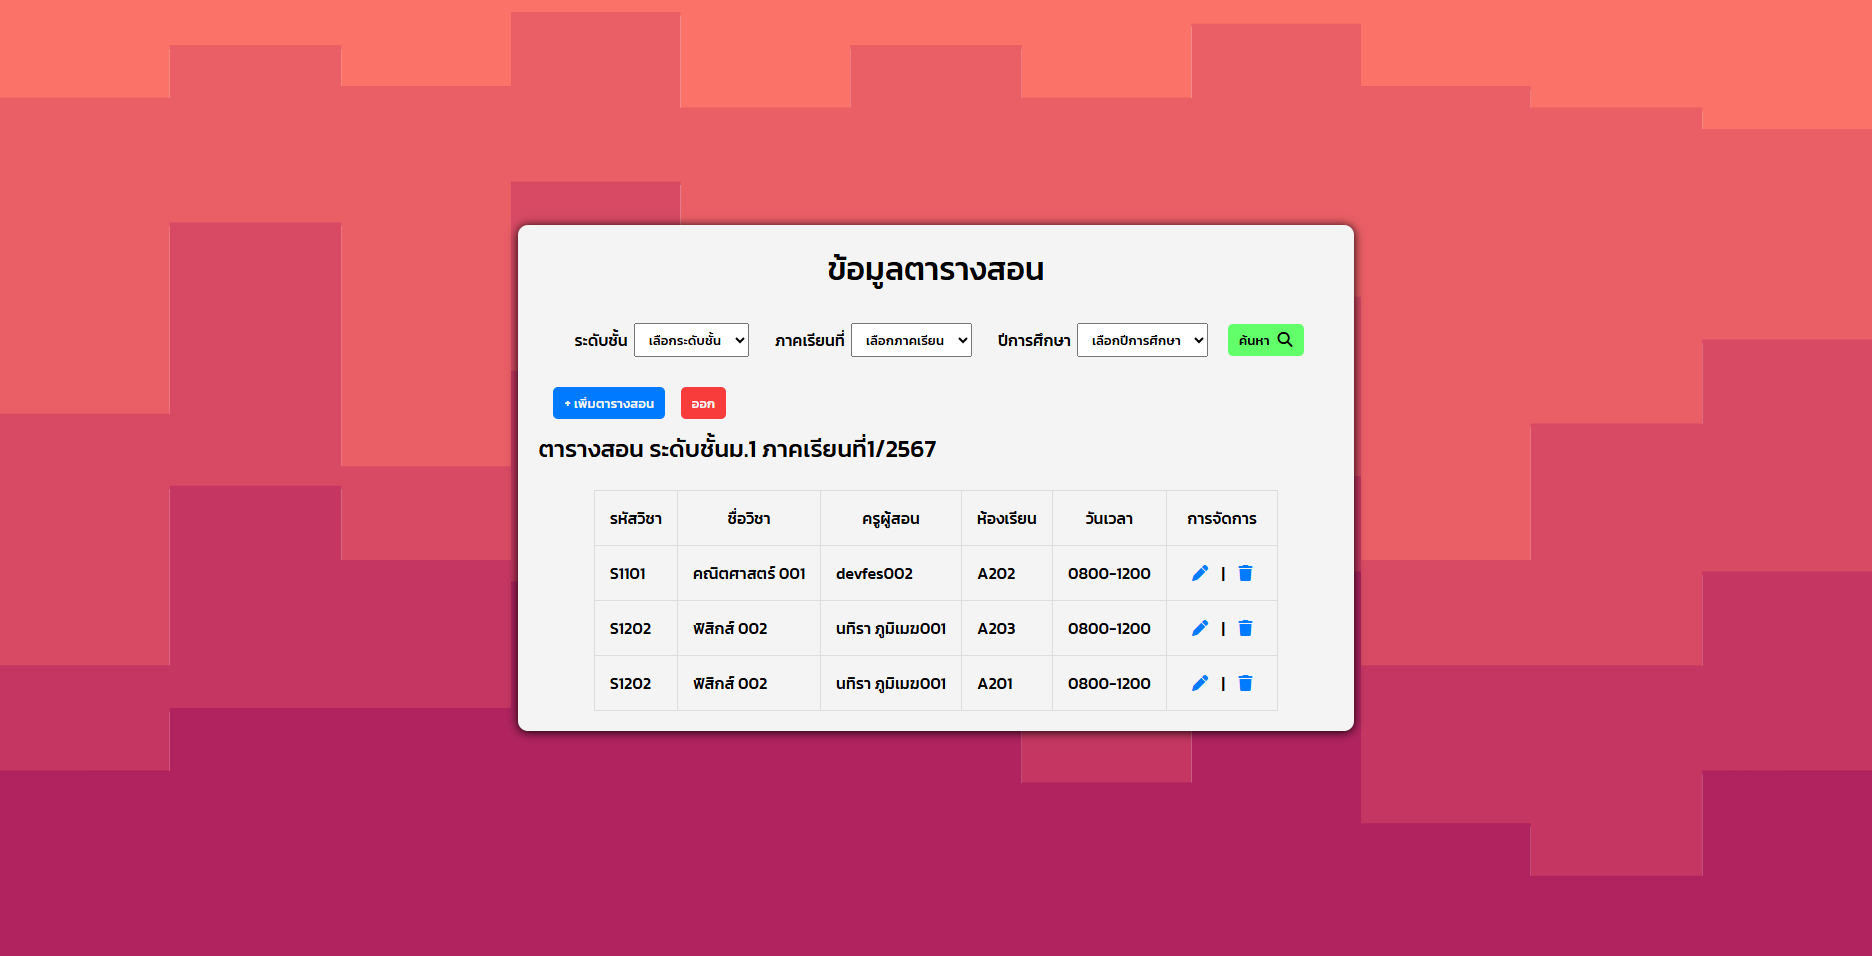 ข้อมูลตารางสอน
ระดับชั้น เลือกระดับชั้น ภาคเรียนที่ เลือกภาคเรียน ปีการศึกษา เลือกปีการศึกษา ค้นหา
+ เพิ่มตารางสอน ออก
ตารางสอน ระดับชั้นม.1 ภาคเรียนที่1/2567
รหัสวิชา ชื่อวิชา ครูผู้สอน ห้องเรียน วันเวลา การจัดการ
S1101 คณิตศาสตร์ 001 devfes002 A202 0800-1200 |
S1202 ฟิสิกส์ 002 นทิรา ภูมิเมฆ001 A203 0800-1200 |
S1202 ฟิสิกส์ 002 นทิรา ภูมิเมฆ001 A201 0800-1200 |